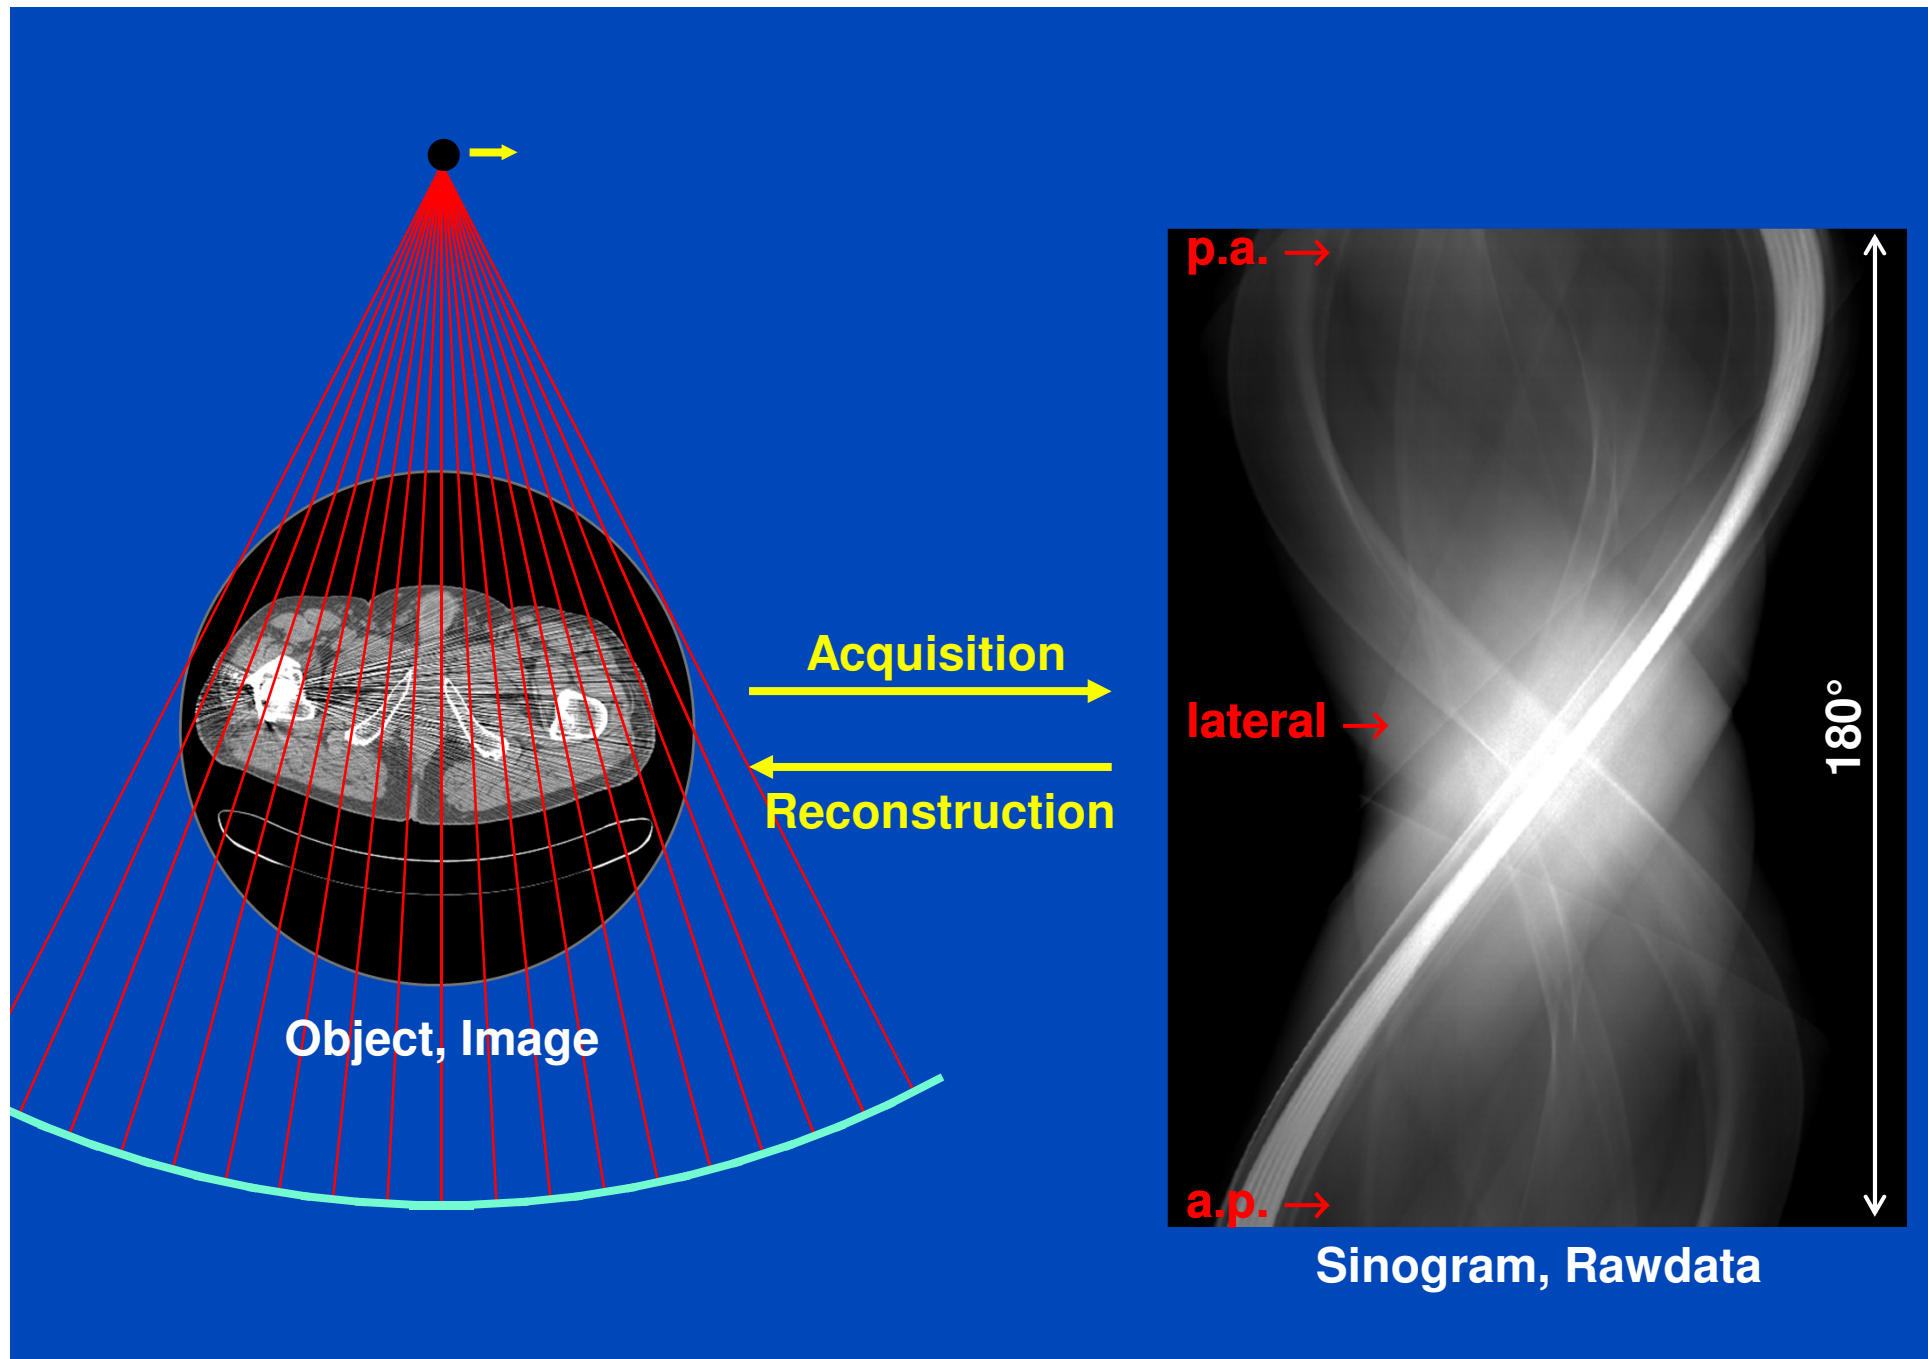 p.a. →
Acquisition
lateral →
180°
Reconstruction
Object, Image
a.p. →
Sinogram, Rawdata